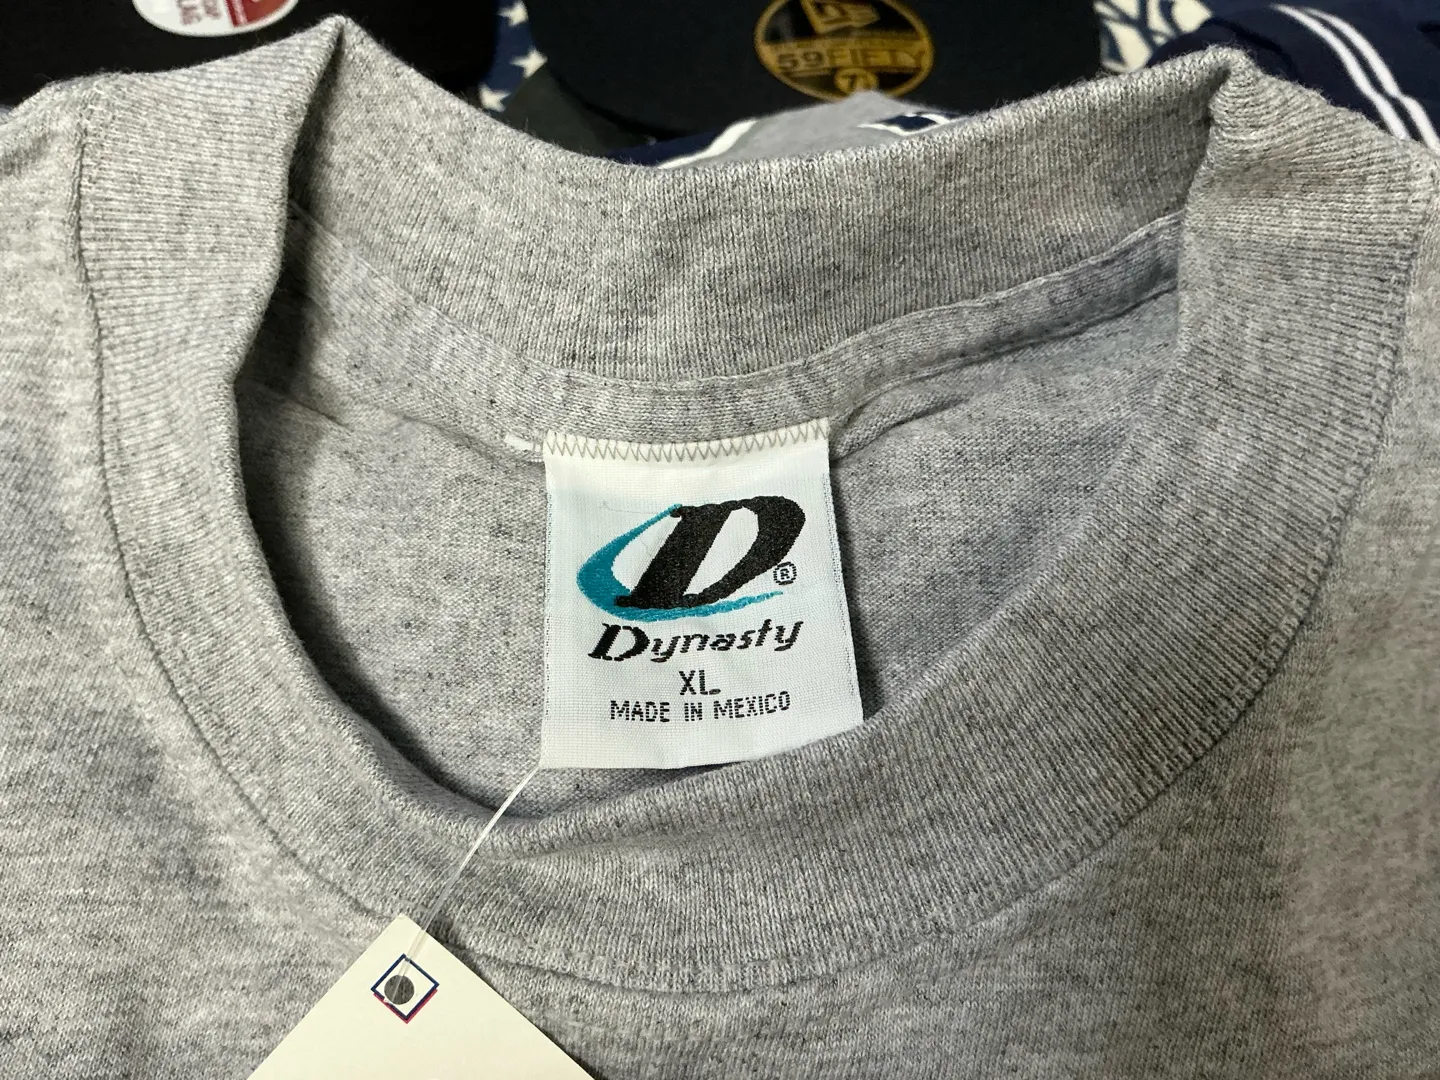 59FIFTY
D®
Dynasty
XL
MADE IN MEXICO